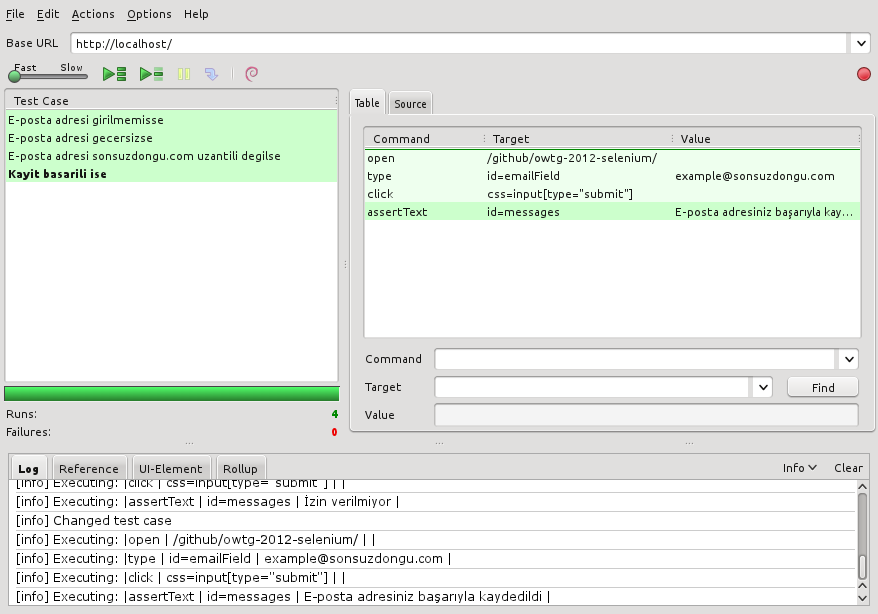 File Edit Actions Options Help
Base URL http://localhost/
Fast Slow
Test Case
E-posta adresi girilmemisse
E-posta adresi gecersizse
E-posta adresi sonsuzdongu.com uzantili degilse
Kayit basarili ise
Runs: 4
Failures: 0
Table Source
Command Target Value
open /github/owtg-2012-selenium/
type id=emailField example@sonsuzdongu.com
click css=input[type="submit"]
assertText id=messages E-posta adresiniz başarıyla kay...
Command
Target Find
Value
Log Reference UI-Element Rollup Info Clear
[info] Executing: |click | css=input[type="submit"] | |
[info] Executing: |assertText | id=messages | İzin verilmiyor |
[info] Changed test case
[info] Executing: |open | /github/owtg-2012-selenium/ | |
[info] Executing: |type | id=emailField | example@sonsuzdongu.com |
[info] Executing: |click | css=input[type="submit"] | |
[info] Executing: |assertText | id=messages | E-posta adresiniz başarıyla kaydedildi |